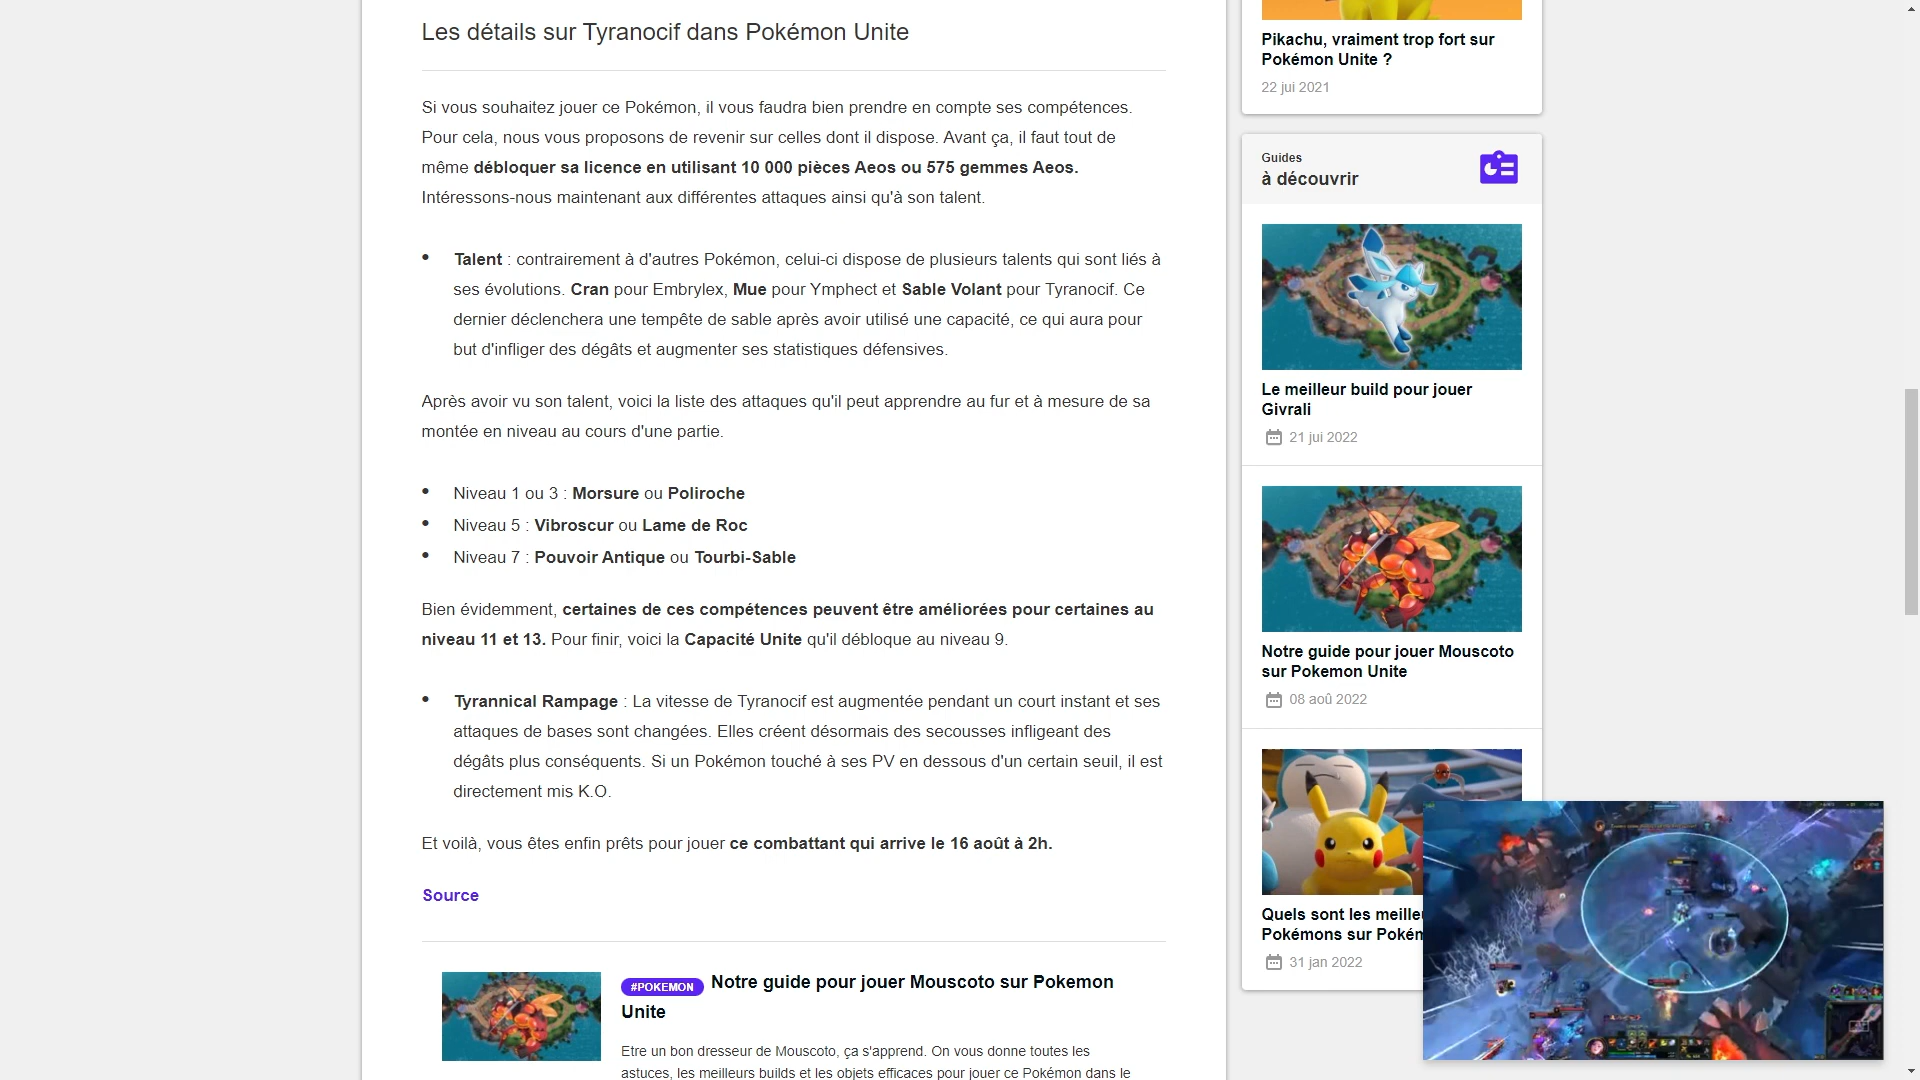 Les détails sur Tyranocif dans Pokémon Unite
Si vous souhaitez jouer ce Pokémon, il vous faudra bien prendre en compte ses compétences.
Pour cela, nous vous proposons de revenir sur celles dont il dispose. Avant ça, il faut tout de
même débloquer sa licence en utilisant 10 000 pièces Aeos ou 575 gemmes Aeos.
Intéressons-nous maintenant aux différentes attaques ainsi qu'à son talent.
• Talent : contrairement à d'autres Pokémon, celui-ci dispose de plusieurs talents qui sont liés à
ses évolutions. Cran pour Embrylex, Mue pour Ymphect et Sable Volant pour Tyranocif. Ce
dernier déclenchera une tempête de sable après avoir utilisé une capacité, ce qui aura pour
but d'infliger des dégâts et augmenter ses statistiques défensives.
Après avoir vu son talent, voici la liste des attaques qu'il peut apprendre au fur et à mesure de sa
montée en niveau au cours d'une partie.
• Niveau 1 ou 3 : Morsure ou Poliroche
• Niveau 5 : Vibroscur ou Lame de Roc
• Niveau 7 : Pouvoir Antique ou Tourbi-Sable
Bien évidemment, certaines de ces compétences peuvent être améliorées pour certaines au
niveau 11 et 13. Pour finir, voici la Capacité Unite qu'il débloque au niveau 9.
• Tyrannical Rampage : La vitesse de Tyranocif est augmentée pendant un court instant et ses
attaques de bases sont changées. Elles créent désormais des secousses infligeant des
dégâts plus conséquents. Si un Pokémon touché à ses PV en dessous d'un certain seuil, il est
directement mis K.O.
Et voilà, vous êtes enfin prêts pour jouer ce combattant qui arrive le 16 août à 2h.
Source
#POKEMON Notre guide pour jouer Mouscoto sur Pokemon
Unite
Etre un bon dresseur de Mouscoto, ça s'apprend. On vous donne toutes les
astuces, les meilleurs builds et les objets efficaces pour jouer ce Pokémon dans le
Pikachu, vraiment trop fort sur
Pokémon Unite ?
22 jui 2021
Guides
à découvrir
Le meilleur build pour jouer
Givrali
21 jui 2022
Notre guide pour jouer Mouscoto
sur Pokemon Unite
08 aoû 2022
Quels sont les meille
Pokémons sur Poké
31 jan 2022